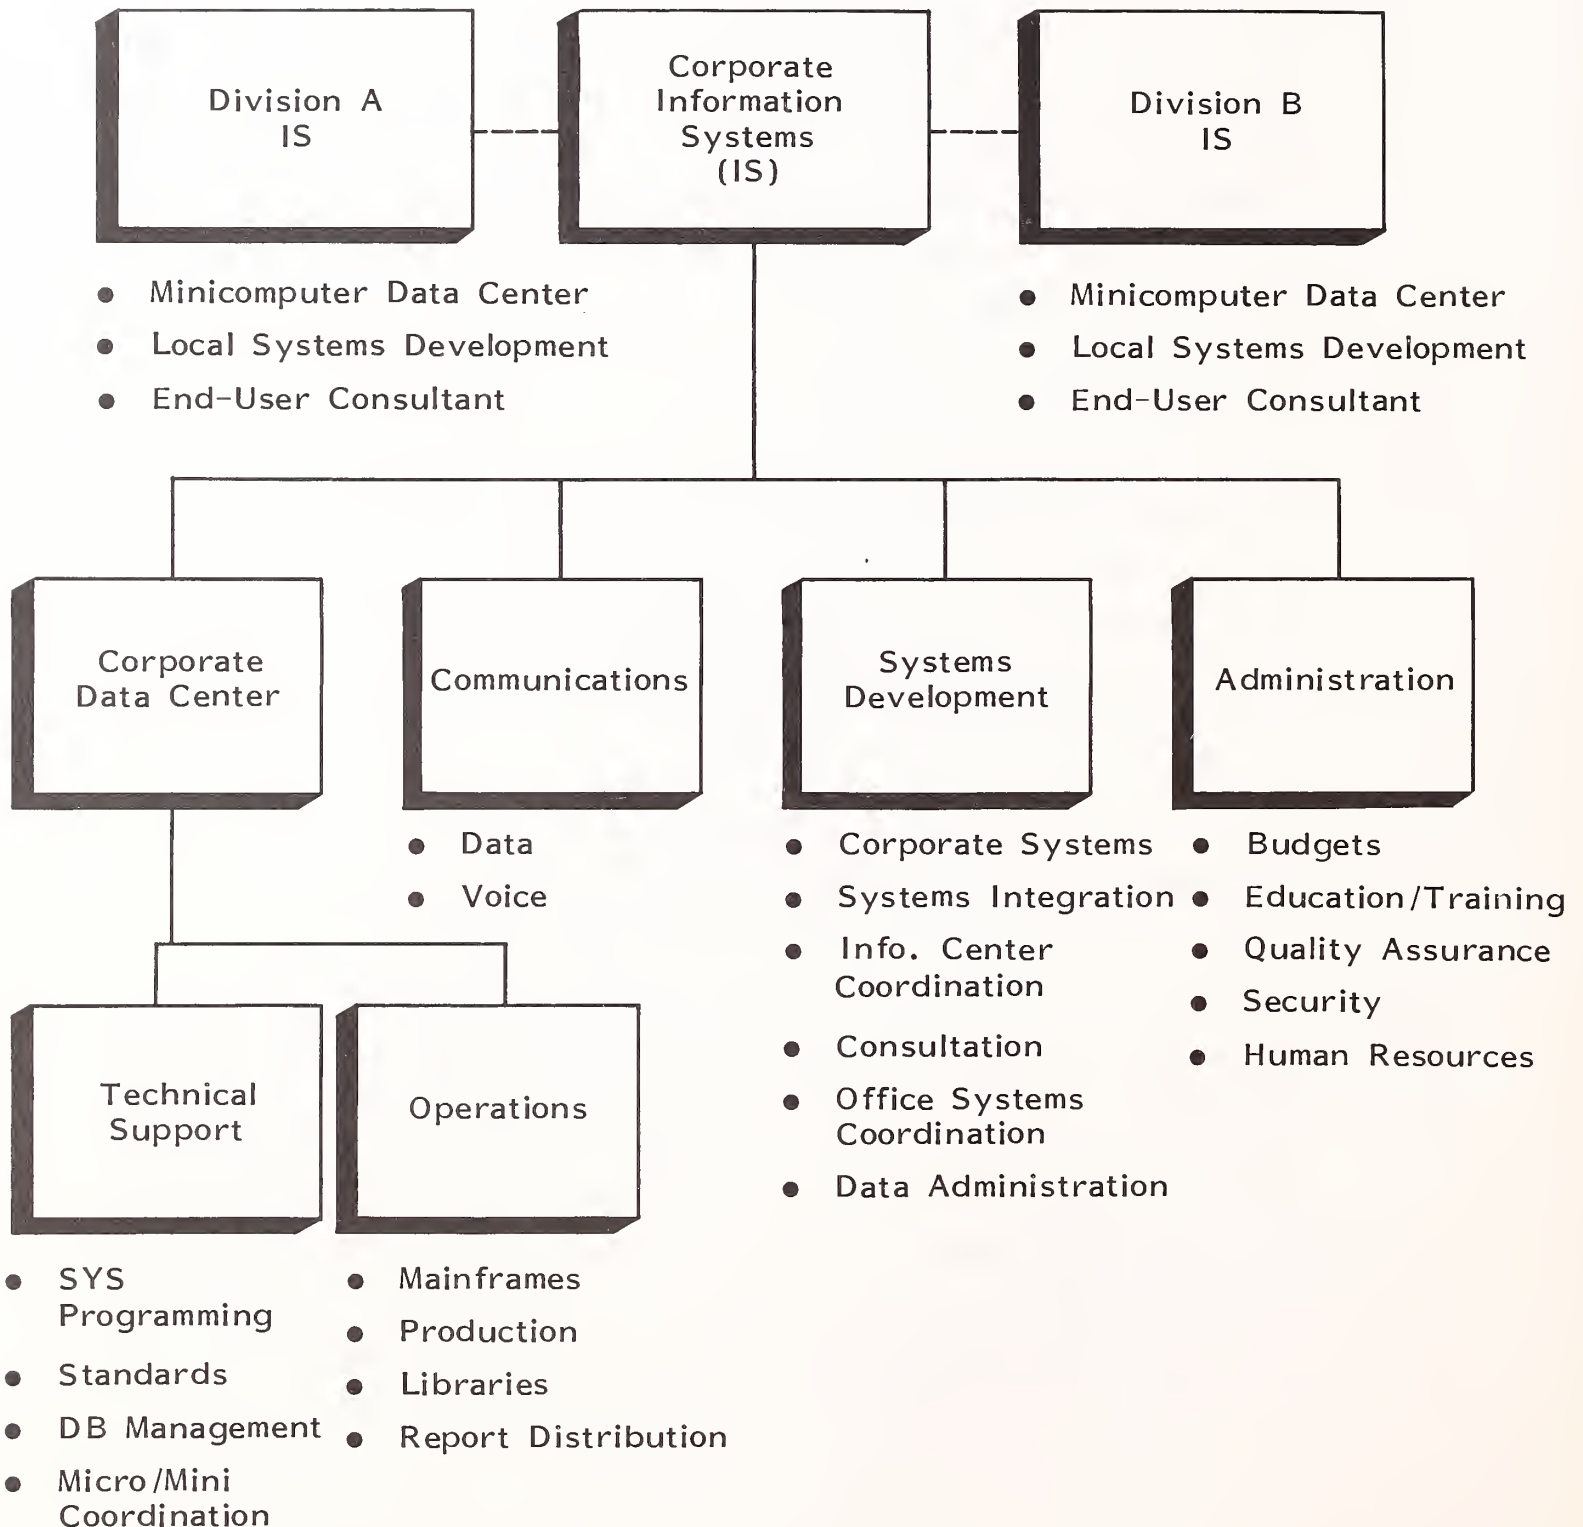 Division A
IS
Corporate
Information
Systems
(IS)
Division B
IS
• Minicomputer Data Center
• Local Systems Development
• End-User Consultant
• Minicomputer Data Center
• Local Systems Development
• End-User Consultant
Corporate
Data Center
Communications
Systems
Development
Administration
• Data
• Voice
• Corporate Systems
• Systems Integration
• Info. Center
Coordination
• Consultation
• Office Systems
Coordination
• Data Administration
• Budgets
• Education/Training
• Quality Assurance
• Security
• Human Resources
Technical
Support
Operations
• SYS
Programming
• Standards
• DB Management
• Micro/Mini
Coordination
• Mainframes
• Production
• Libraries
• Report Distribution